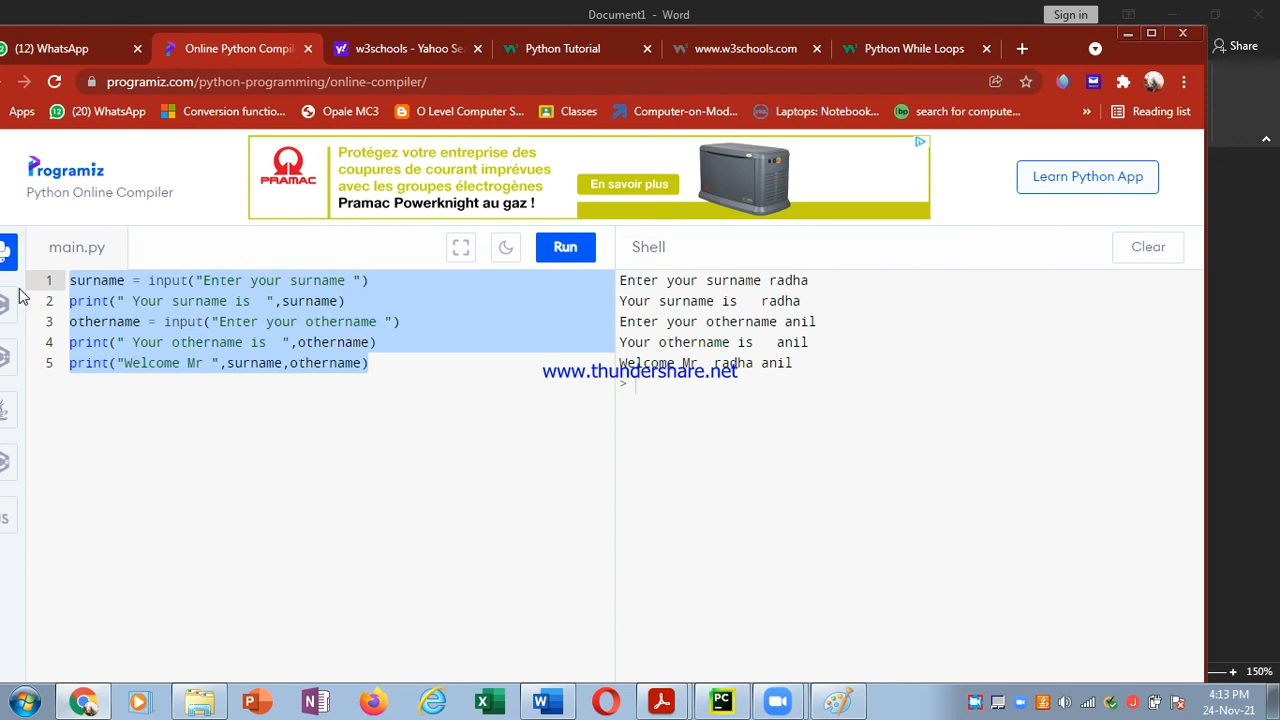 Document1 - Word
Sign in
Share
(12) WhatsApp
Online Python Compil
w3schools - Yahoo Se
Python Tutorial
www.w3schools.com
Python While Loops
programiz.com/python-programming/online-compiler/
Apps
(20) WhatsApp
Conversion functio...
Opale MC3
O Level Computer S...
Classes
Computer-on-Mod...
Laptops: Notebook...
search for compute...
»
Reading list
Programiz
Python Online Compiler
PRAMAC
Protégez votre entreprise des
coupures de courant imprévues
avec les groupes électrogènes
Pramac Powerknight au gaz !
En savoir plus
Learn Python App
main.py
Run
Shell
Clear
1 surname = input("Enter your surname ")
2 print(" Your surname is  ",surname)
3 othername = input("Enter your othername ")
4 print(" Your othername is  ",othername)
5 print("Welcome Mr ",surname,othername)
Enter your surname radha
Your surname is   radha
Enter your othername anil
Your othername is   anil
Welcome Mr  radha anil
>
www.thundershare.net
150%
4:13 PM
24-Nov-21